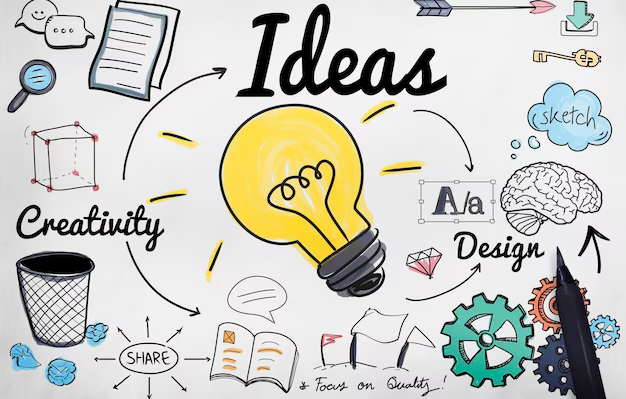 Ideas
sketch
A/a
Creativity
Design
SHARE
* Focus on Quality!